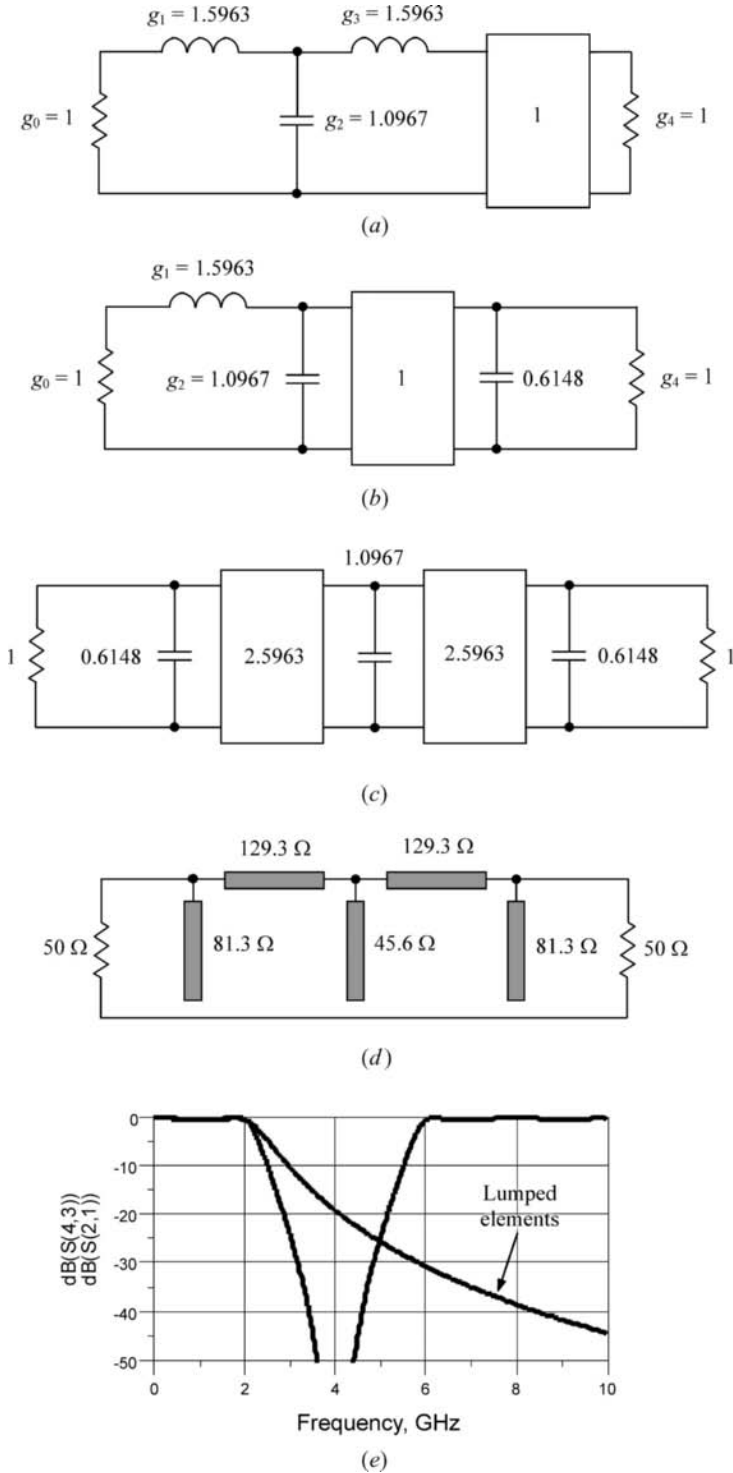 g₁ = 1.5963
g₃ = 1.5963
g₀ = 1
g₂ = 1.0967
1
g₄ = 1
(a)
g₁ = 1.5963
g₀ = 1
g₂ = 1.0967
1
0.6148
g₄ = 1
(b)
1.0967
1
0.6148
2.5963
2.5963
0.6148
1
(c)
129.3 Ω
129.3 Ω
50 Ω
81.3 Ω
45.6 Ω
81.3 Ω
50 Ω
(d)
dB(S(4,3))
dB(S(2,1))
0
-10
-20
-30
-40
-50
Lumped
elements
0
2
4
6
8
10
Frequency, GHz
(e)